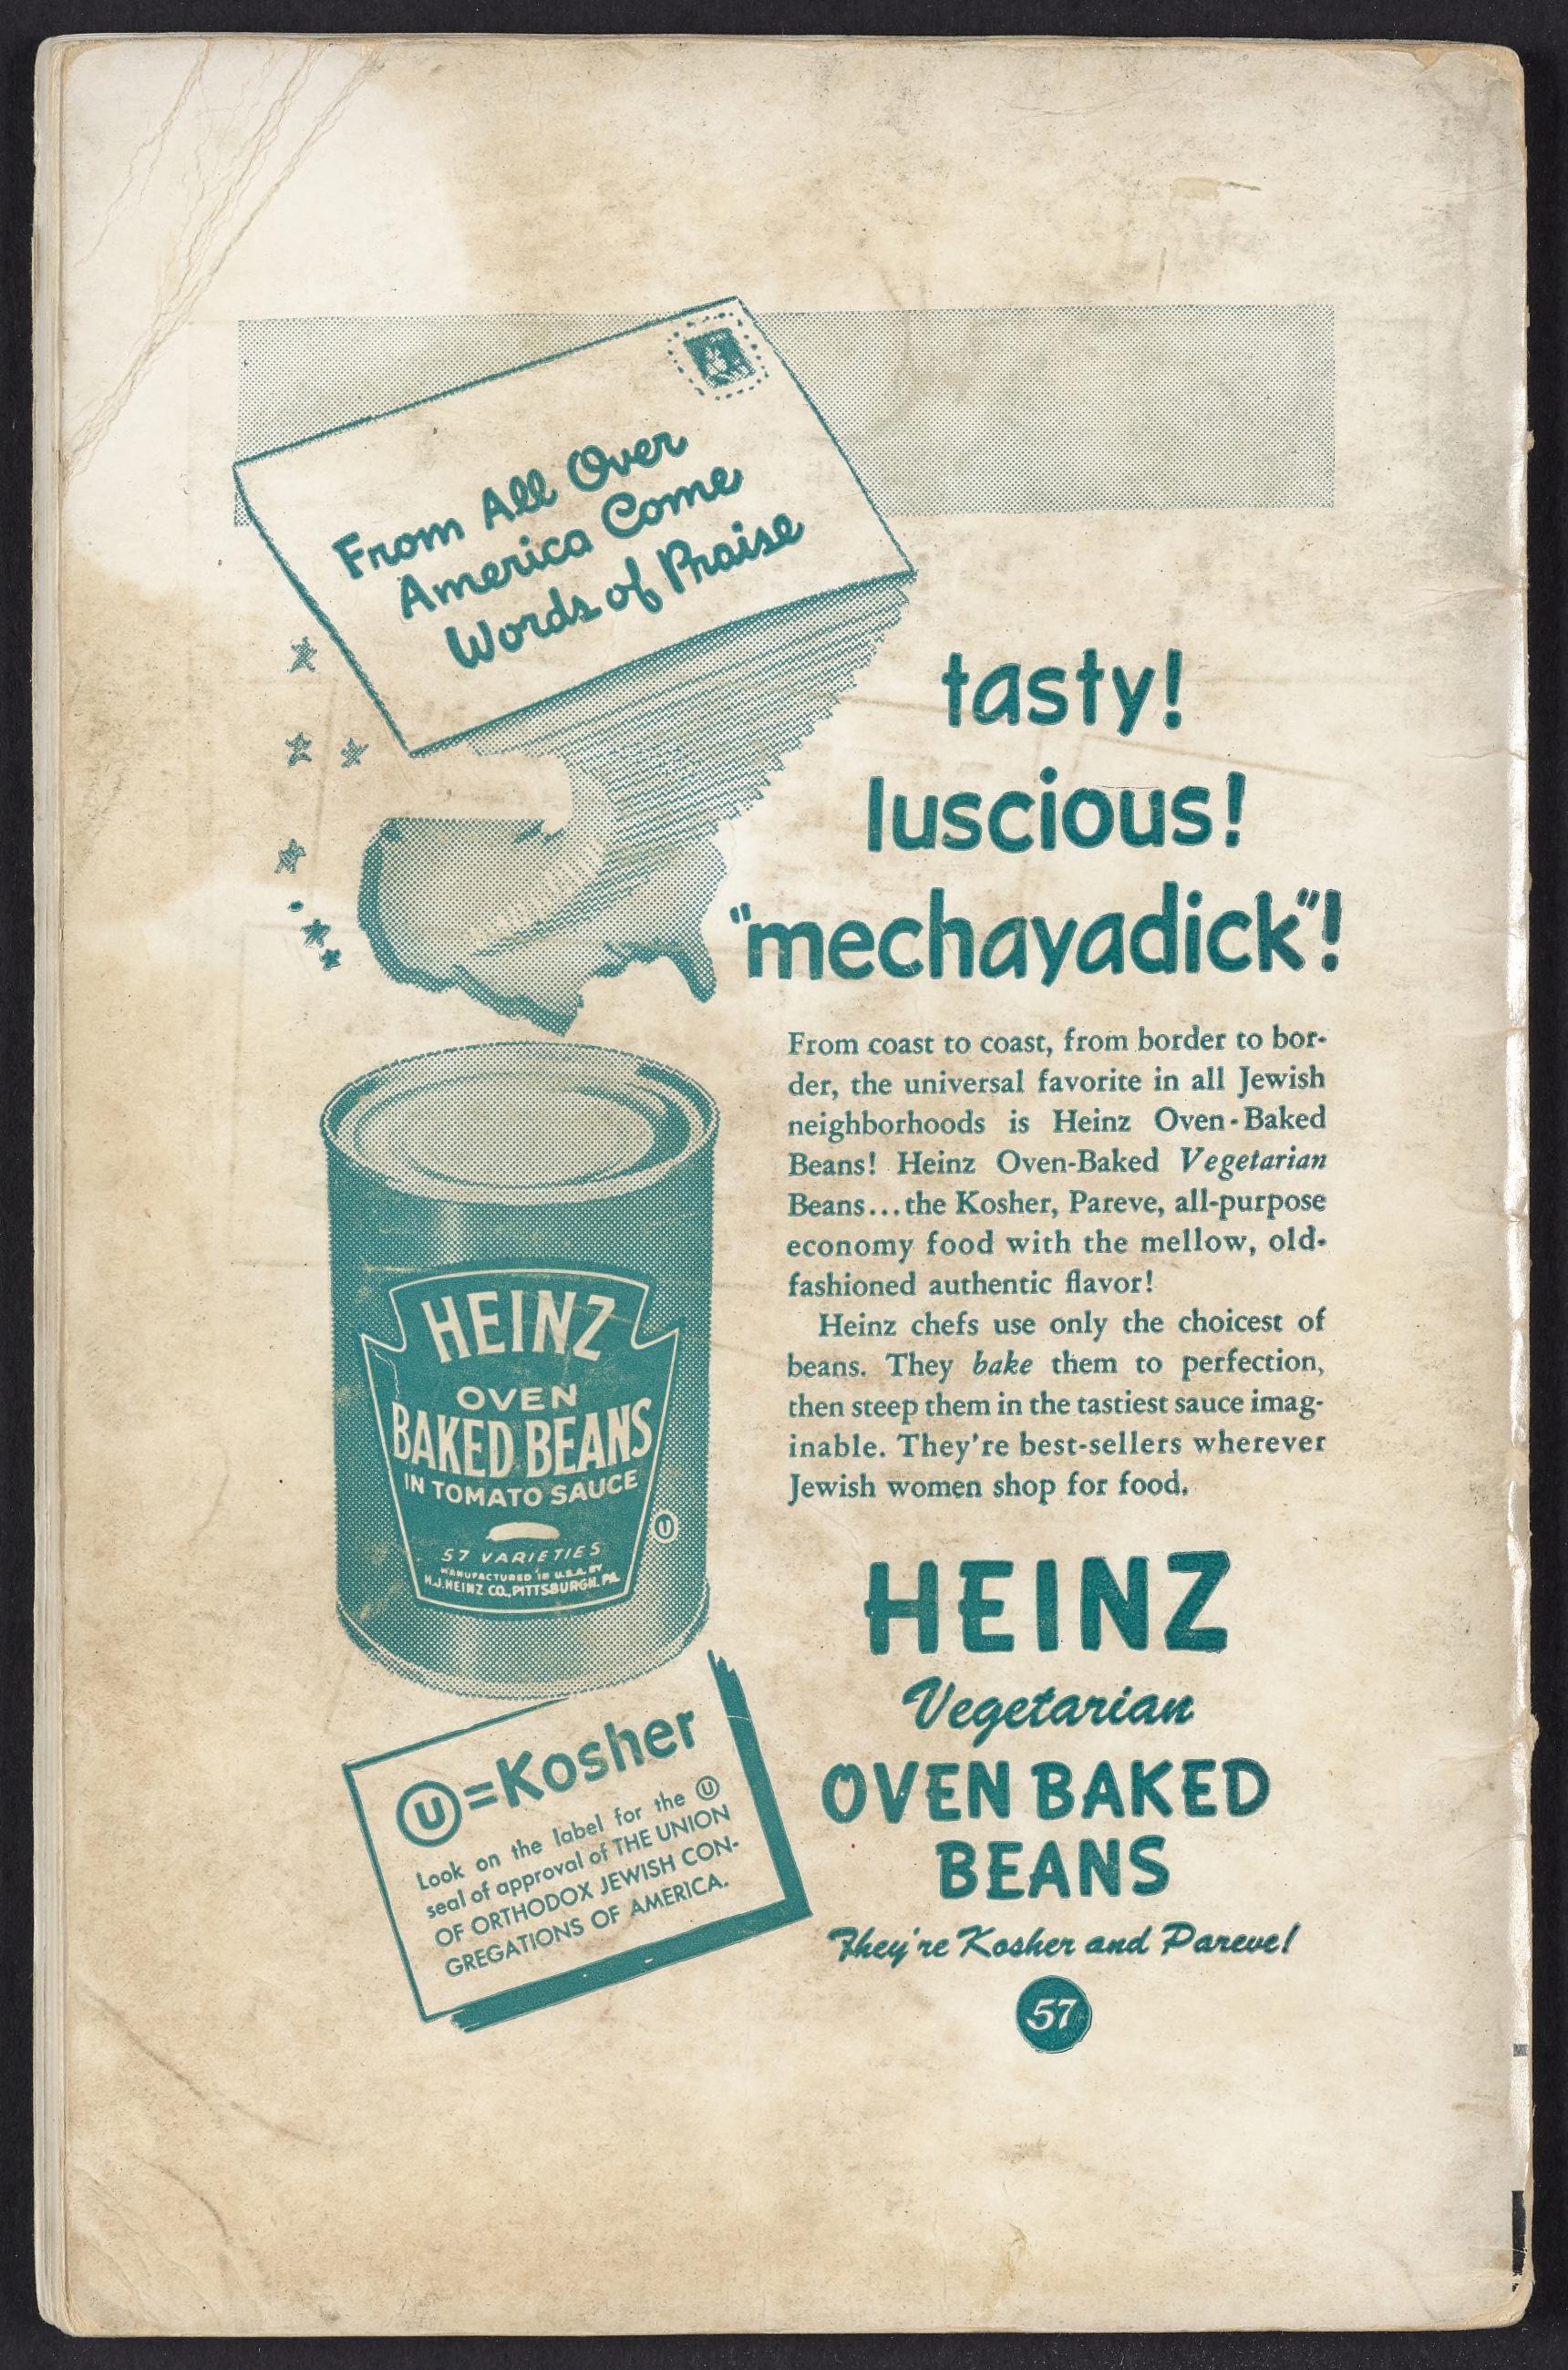 From All Over
America Come
Words of Praise
tasty!
luscious!
"mechayadick"!
From coast to coast, from border to bor-
der, the universal favorite in all Jewish
neighborhoods is Heinz Oven-Baked
Beans! Heinz Oven-Baked Vegetarian
Beans...the Kosher, Pareve, all-purpose
economy food with the mellow, old-
fashioned authentic flavor!
Heinz chefs use only the choicest of
beans. They bake them to perfection,
then steep them in the tastiest sauce imag-
inable. They're best-sellers wherever
Jewish women shop for food.
HEINZ
OVEN
BAKED BEANS
IN TOMATO SAUCE
Ⓤ
57 VARIETIES
MANUFACTURED IN U.S.A. BY
H.J. HEINZ CO., PITTSBURGH, PA.
Ⓤ=Kosher
Look on the label for the Ⓤ
seal of approval of THE UNION
OF ORTHODOX JEWISH CON-
GREGATIONS OF AMERICA.
HEINZ
Vegetarian
OVEN BAKED
BEANS
They're Kosher and Pareve!
57